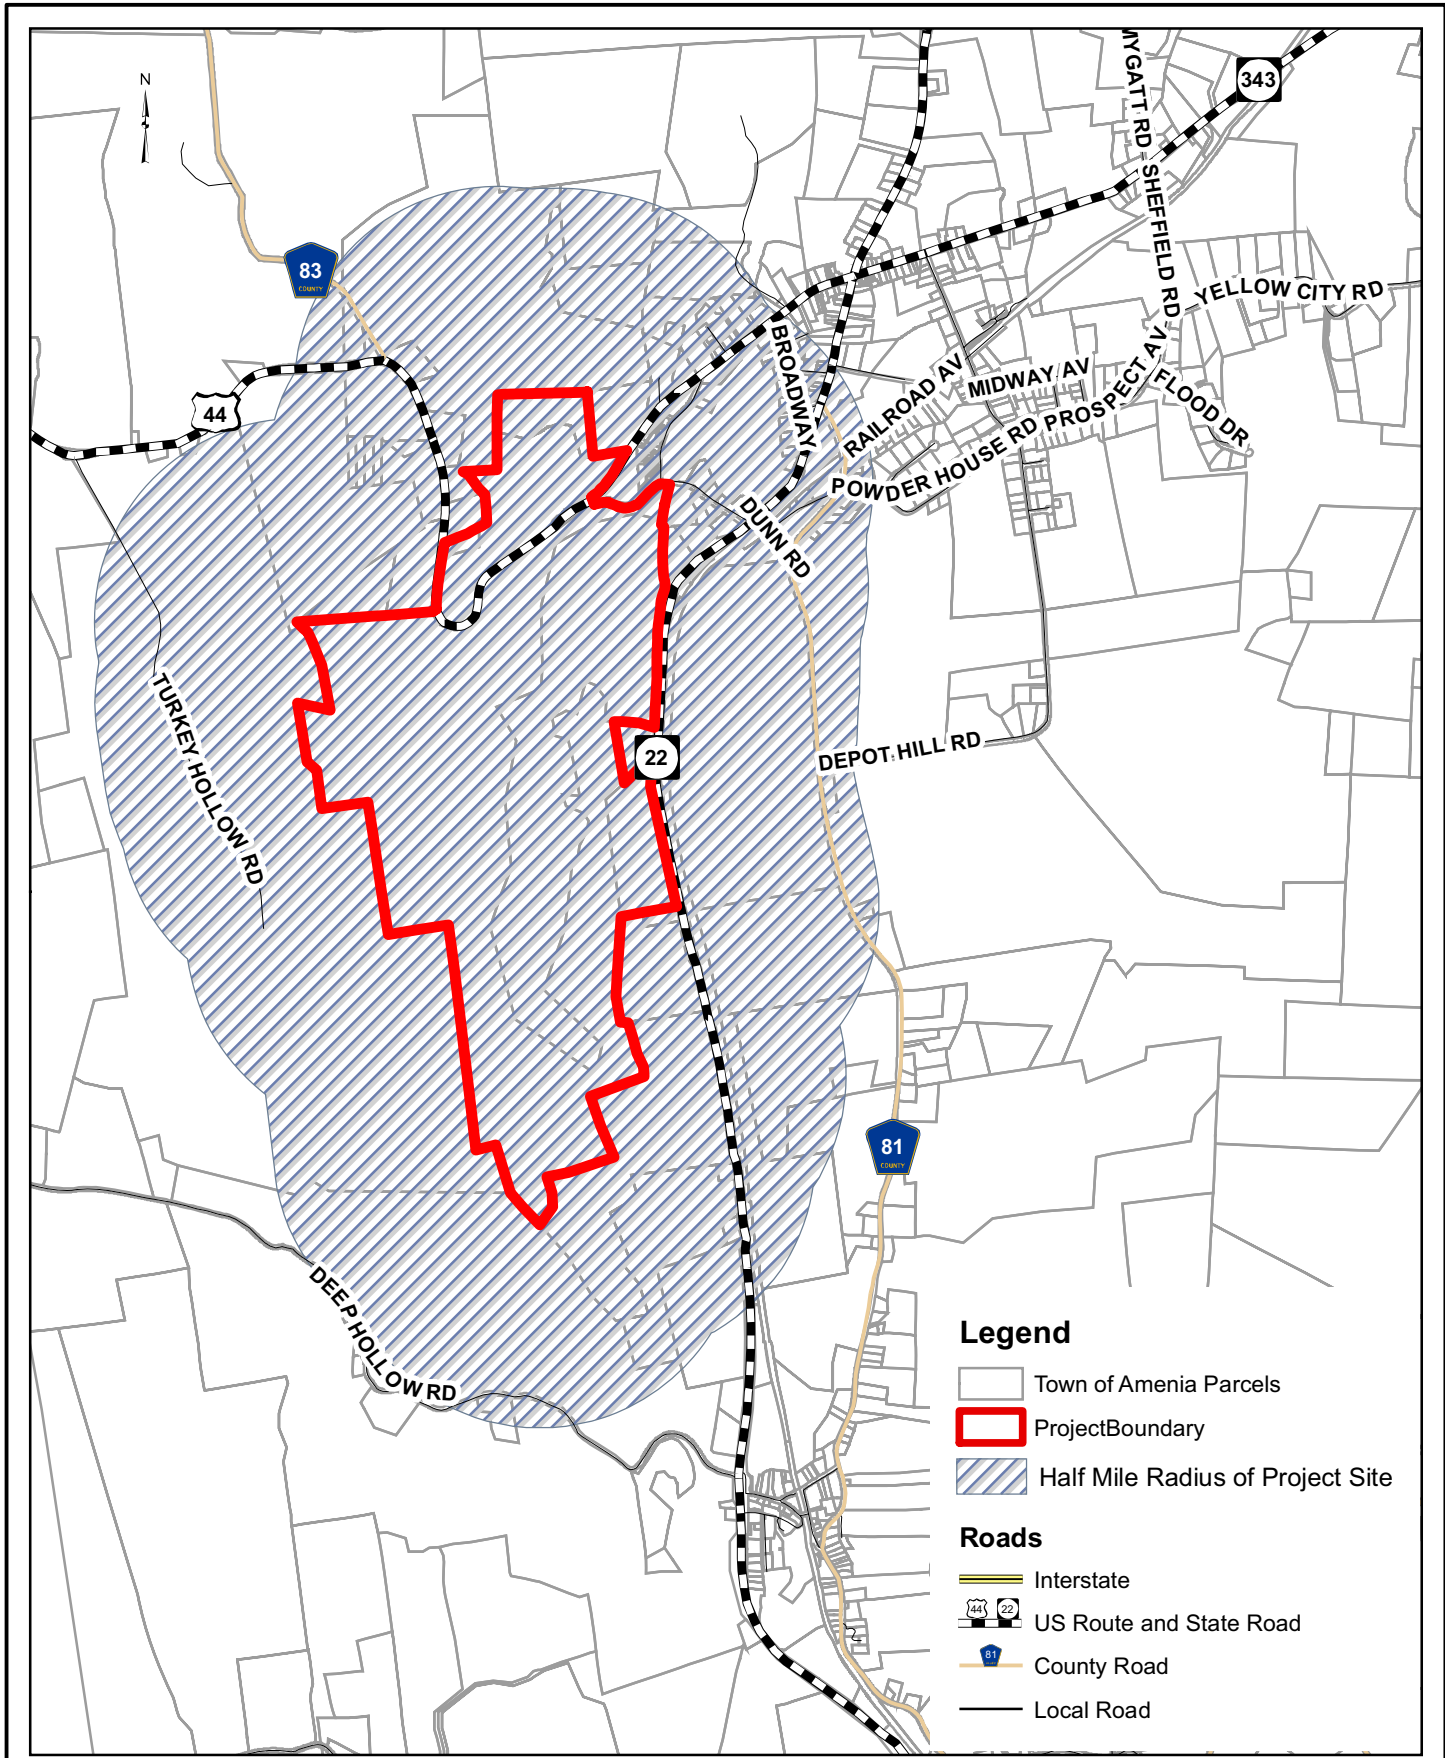 N
MYGATT RD
343
SHEFFIELD RD
83
COUNTY
YELLOW CITY RD
BROADWAY
RAILROAD AV
MIDWAY AV
PROSPECT AV
FLOOD DR
44
POWDER HOUSE RD
DUNN RD
TURKEY HOLLOW RD
22
DEPOT HILL RD
81
COUNTY
DEEP HOLLOW RD
Legend
Town of Amenia Parcels
ProjectBoundary
Half Mile Radius of Project Site
Roads
Interstate
44 22 US Route and State Road
81 County Road
Local Road